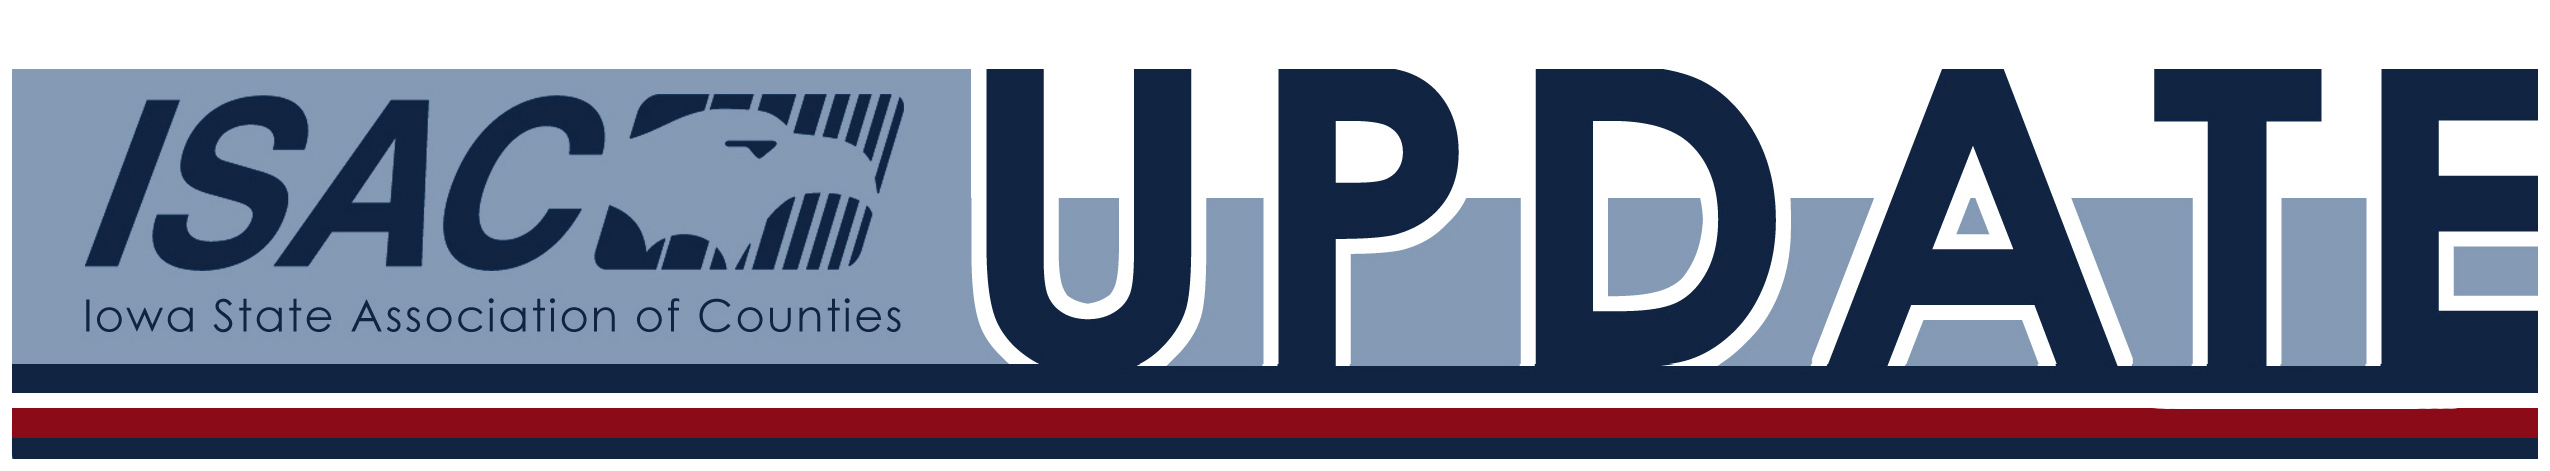 ISAC
Iowa State Association of Counties
UPDATE